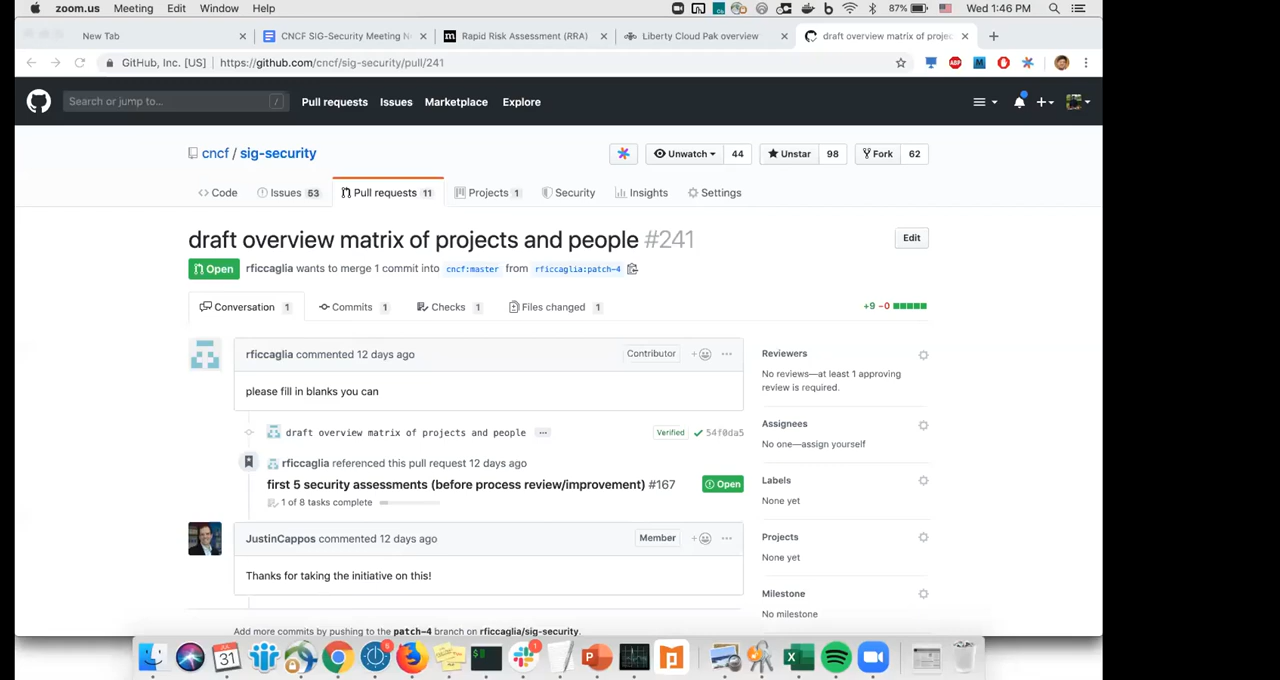 zoom.us Meeting Edit Window Help 87% Wed 1:46 PM
New Tab CNCF SIG-Security Meeting N Rapid Risk Assessment (RRA) Liberty Cloud Pak overview draft overview matrix of projec
GitHub, Inc. [US] https://github.com/cncf/sig-security/pull/241
Search or jump to... / Pull requests Issues Marketplace Explore
cncf / sig-security Unwatch 44 Unstar 98 Fork 62
Code Issues 53 Pull requests 11 Projects 1 Security Insights Settings
draft overview matrix of projects and people #241 Edit
Open rficcaglia wants to merge 1 commit into cncf:master from rficcaglia:patch-4
Conversation 1 Commits 1 Checks 1 Files changed 1 +9 −0
rficcaglia commented 12 days ago Contributor
please fill in blanks you can
draft overview matrix of projects and people Verified 54f0da5
rficcaglia referenced this pull request 12 days ago
first 5 security assessments (before process review/improvement) #167 Open
1 of 8 tasks complete
JustinCappos commented 12 days ago Member
Thanks for taking the initiative on this!
Add more commits by pushing to the patch-4 branch on rficcaglia/sig-security.
Reviewers
No reviews—at least 1 approving
review is required.
Assignees
No one—assign yourself
Labels
None yet
Projects
None yet
Milestone
No milestone
31